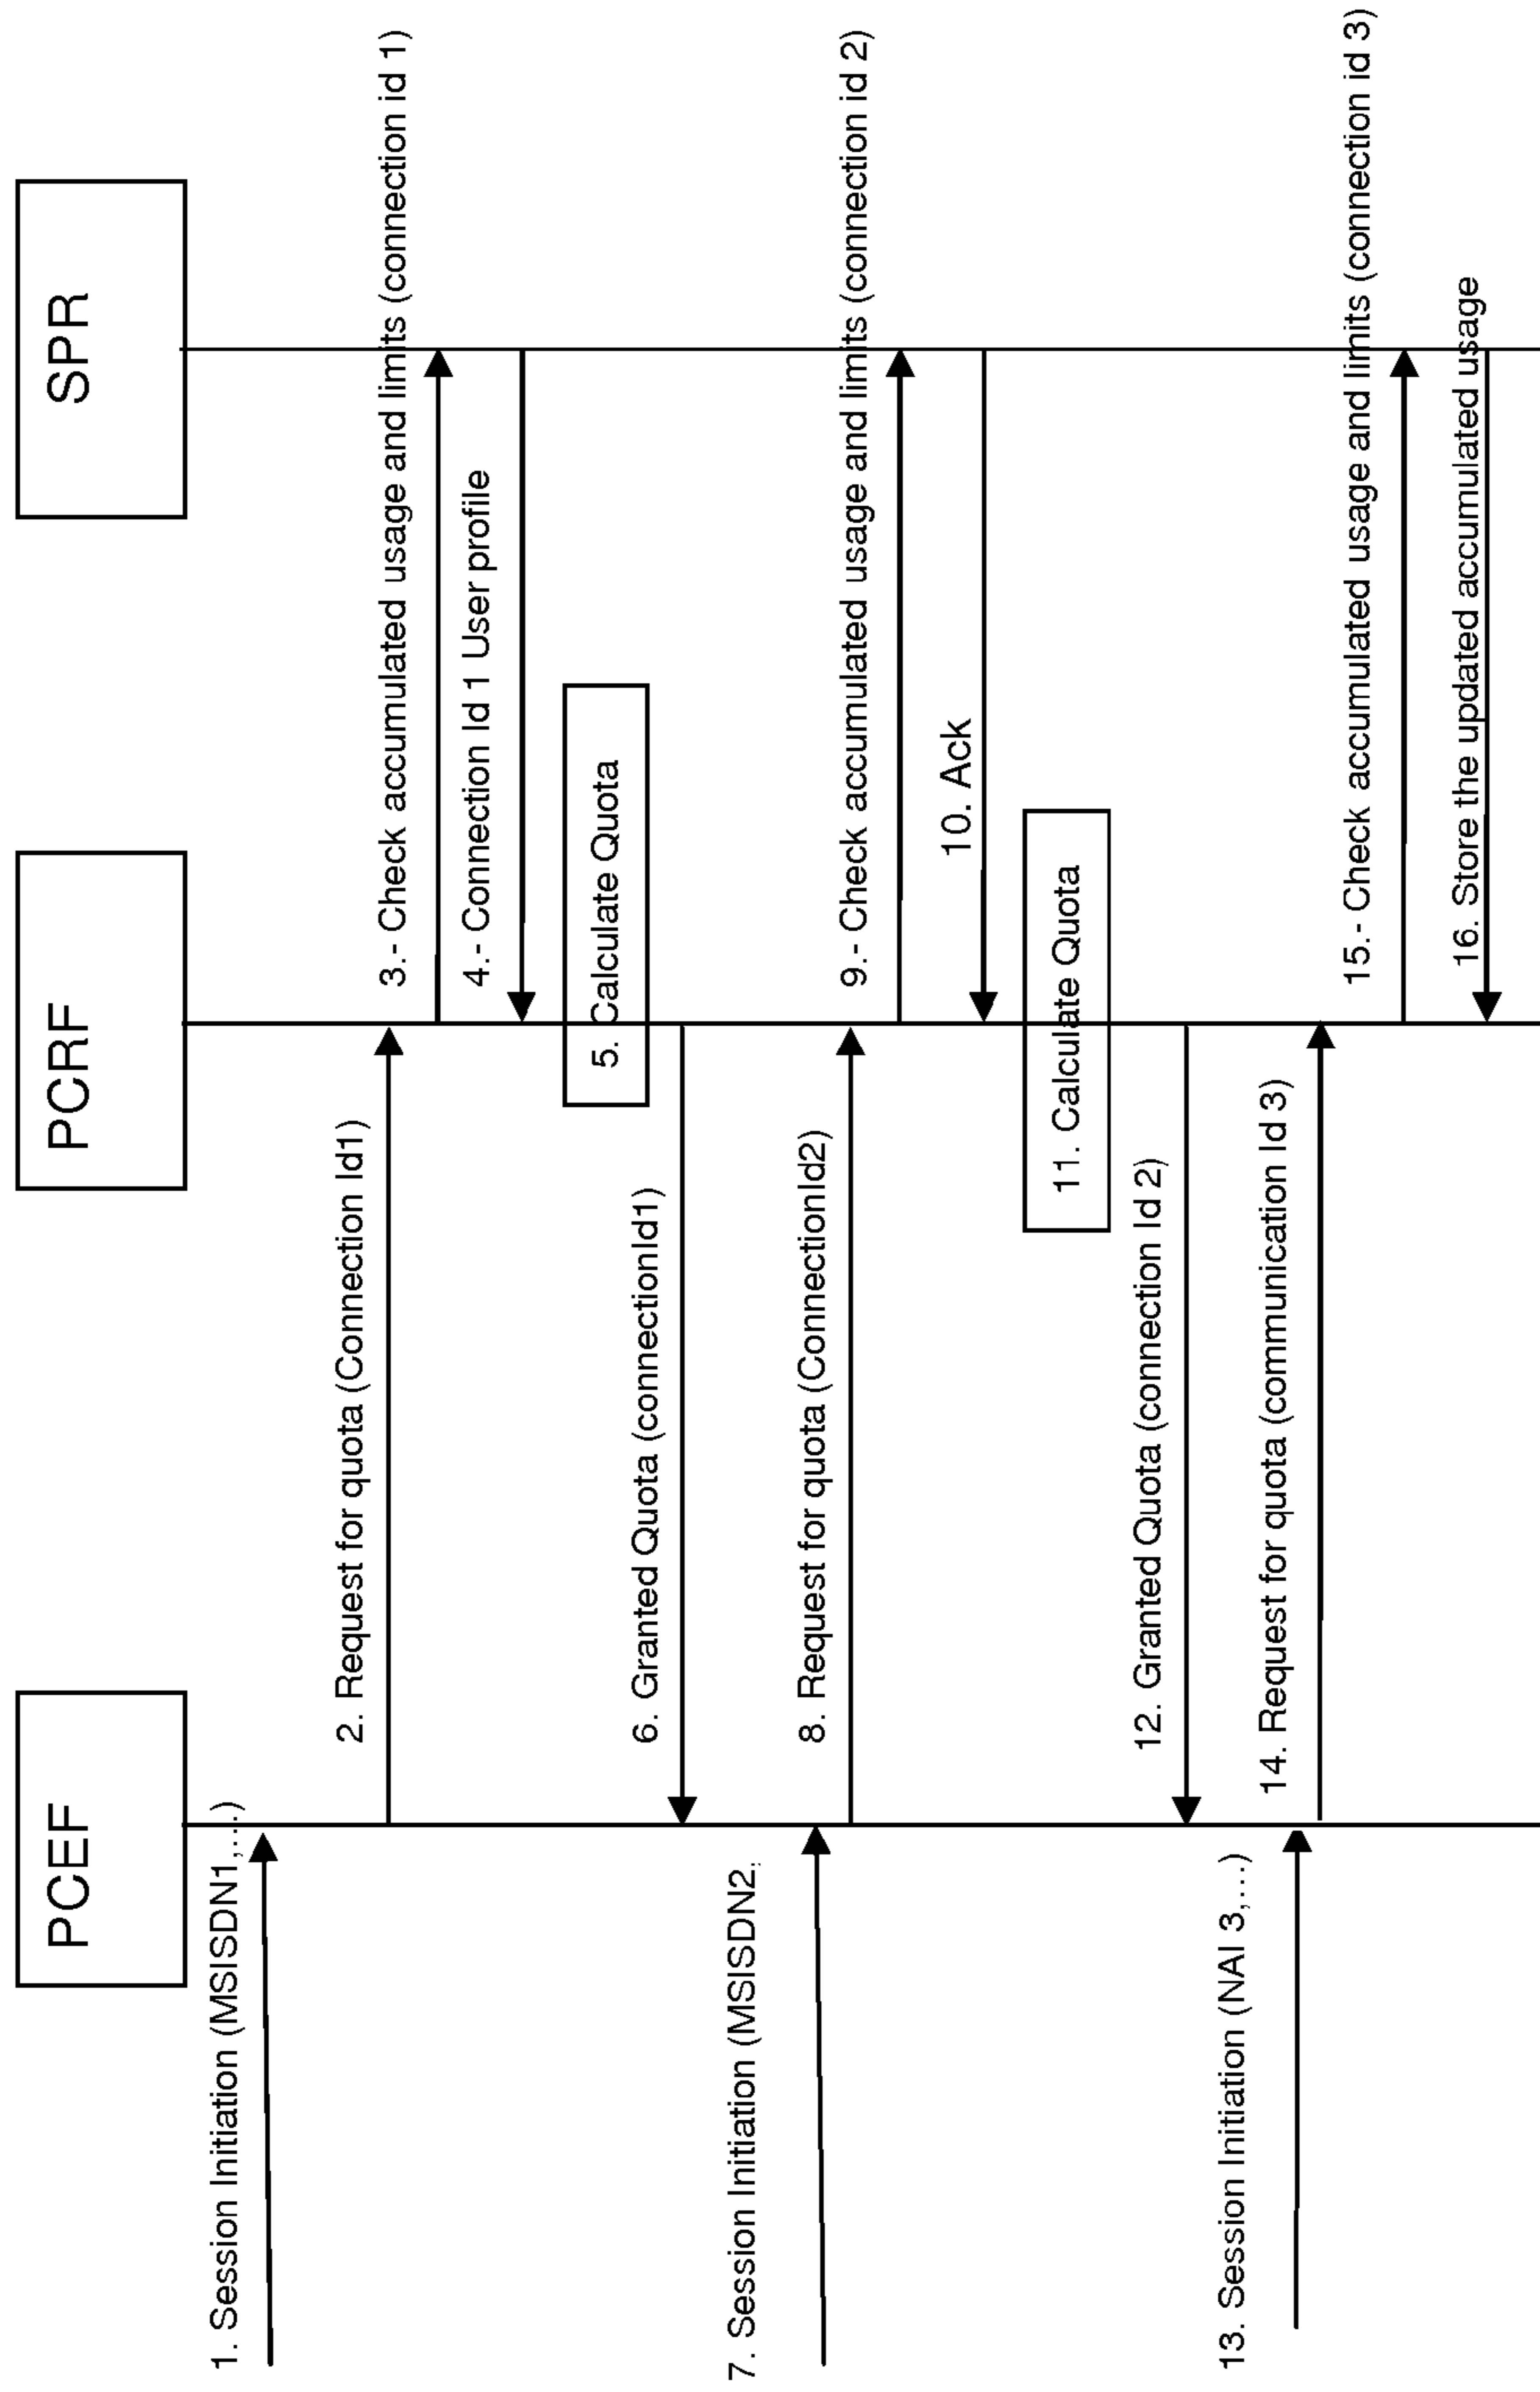 PCEF
PCRF
SPR
1. Session Initiation (MSISDN1,...)
2. Request for quota (Connection Id1)
3.- Check accumulated usage and limits (connection id 1)
4.- Connection Id 1 User profile
5. Calculate Quota
6. Granted Quota (connectionId1)
7. Session Initiation (MSISDN2,
8. Request for quota (ConnectionId2)
9.- Check accumulated usage and limits (connection id 2)
10. Ack
11. Calculate Quota
12. Granted Quota (connection Id 2)
13. Session Initiation (NAI 3,...)
14. Request for quota (communication Id 3)
15.- Check accumulated usage and limits (connection id 3)
16. Store the updated accumulated usage